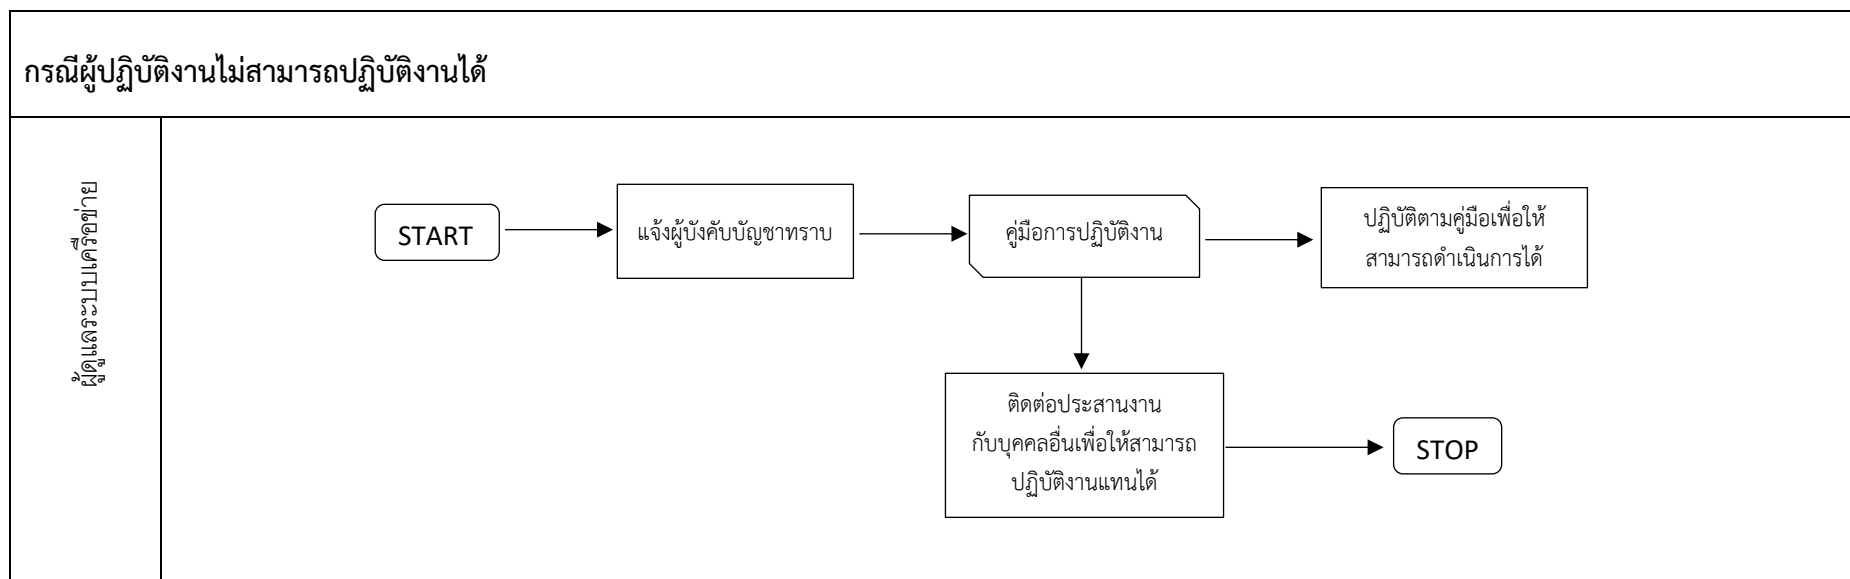 กรณีผู้ปฏิบัติงานไม่สามารถปฏิบัติงานได้
ผู้ดูแลระบบเครือข่าย
START
แจ้งผู้บังคับบัญชาทราบ
คู่มือการปฏิบัติงาน
ปฏิบัติตามคู่มือเพื่อให้
สามารถดำเนินการได้
ติดต่อประสานงาน
กับบุคคลอื่นเพื่อให้สามารถ
ปฏิบัติงานแทนได้
STOP